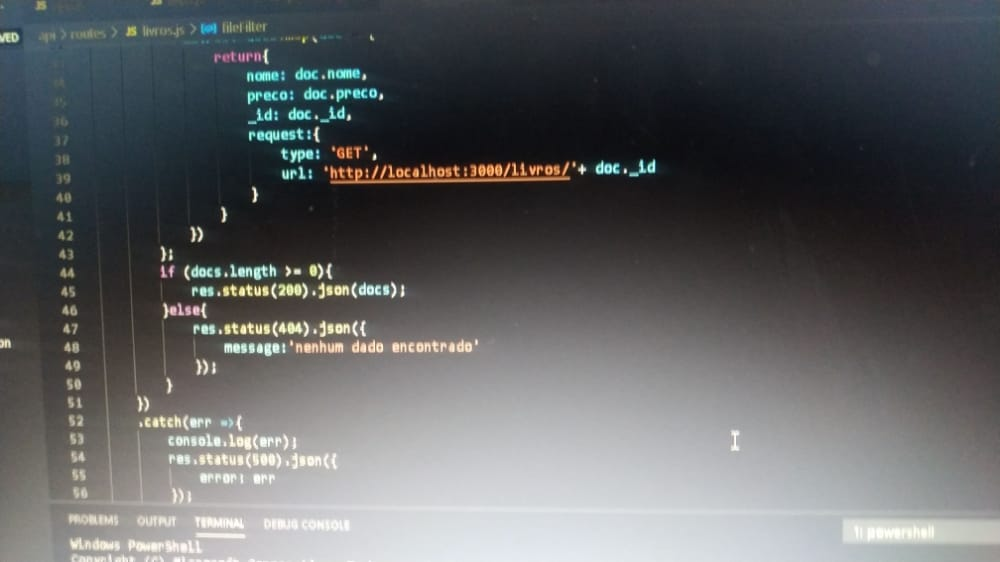 VED
api > routes > JS livros.js > fileFilter
return{
nome: doc.nome,
35 preco: doc.preco,
36 _id: doc._id,
37 request:{
38 type: 'GET',
39 url: 'http://localhost:3000/livros/'+ doc._id
40 }
41 }
42 })
43 };
44 if (docs.length >= 0){
45 res.status(200).json(docs);
46 }else{
47 res.status(404).json({
48 message:'nenhum dado encontrado'
49 });
50 }
51 })
52 .catch(err =>{
53 console.log(err);
54 res.status(500).json({
55 error: err
56 });
on
PROBLEMS OUTPUT TERMINAL DEBUG CONSOLE
1: powershell
Windows PowerShell
Copyright (C)